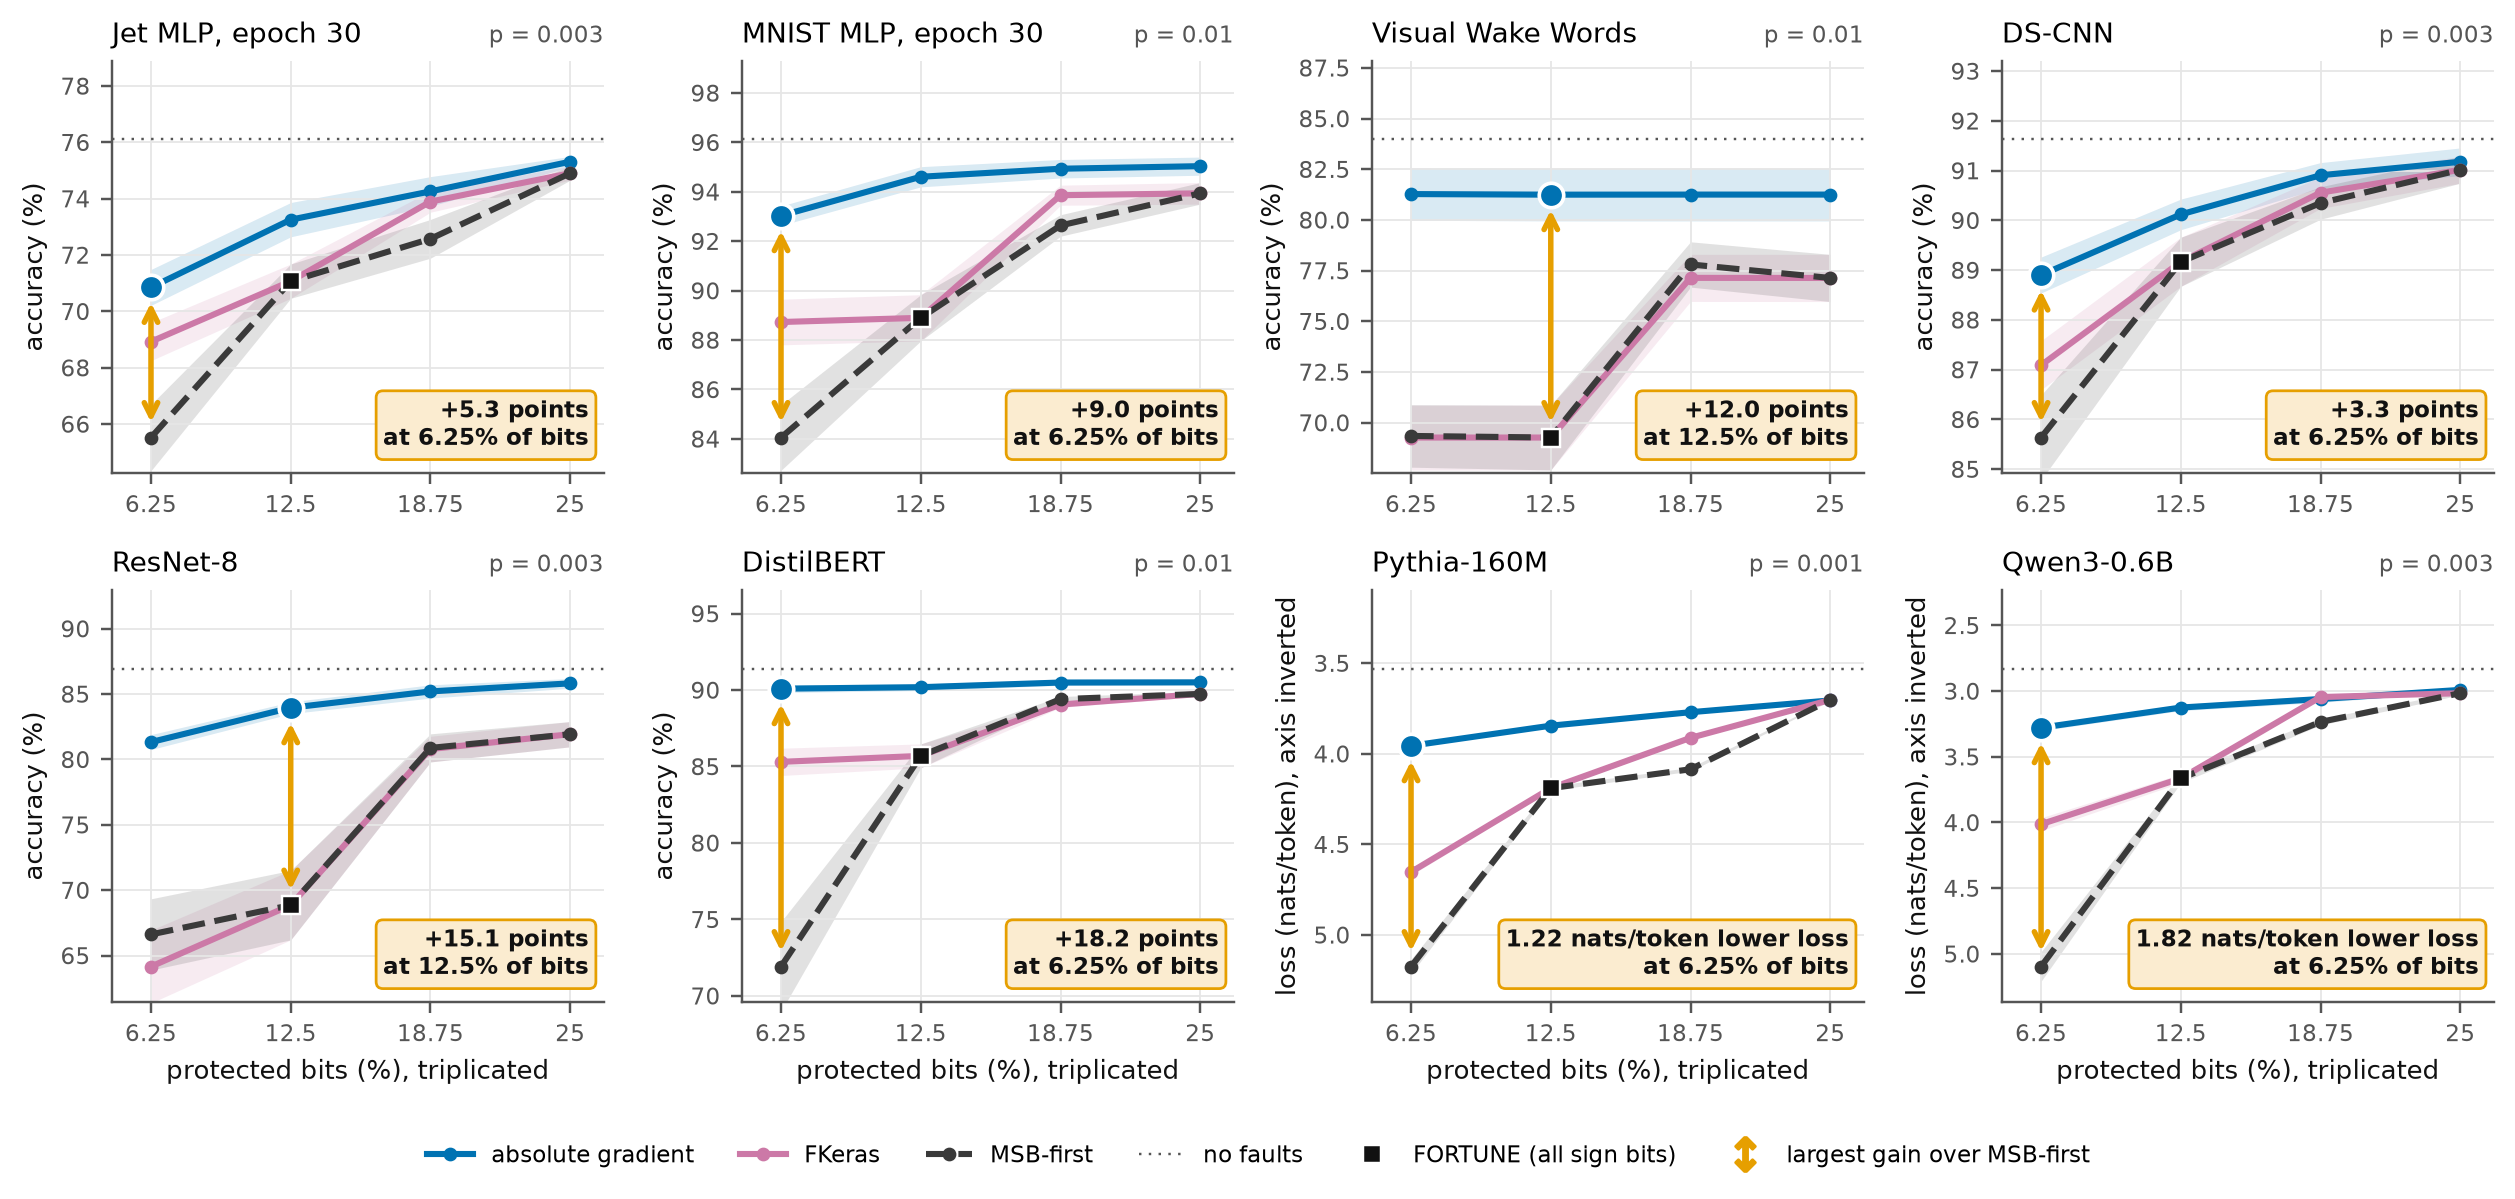 Jet MLP, epoch 30 p = 0.003
accuracy (%)
78
76
74
72
70
68
66
+5.3 points
at 6.25% of bits
6.25 12.5 18.75 25
MNIST MLP, epoch 30 p = 0.01
accuracy (%)
98
96
94
92
90
88
86
84
+9.0 points
at 6.25% of bits
6.25 12.5 18.75 25
Visual Wake Words p = 0.01
accuracy (%)
87.5
85.0
82.5
80.0
77.5
75.0
72.5
70.0
+12.0 points
at 12.5% of bits
6.25 12.5 18.75 25
DS-CNN p = 0.003
accuracy (%)
93
92
91
90
89
88
87
86
85
+3.3 points
at 6.25% of bits
6.25 12.5 18.75 25
ResNet-8 p = 0.003
accuracy (%)
90
85
80
75
70
65
+15.1 points
at 12.5% of bits
6.25 12.5 18.75 25
protected bits (%), triplicated
DistilBERT p = 0.01
accuracy (%)
95
90
85
80
75
70
+18.2 points
at 6.25% of bits
6.25 12.5 18.75 25
protected bits (%), triplicated
Pythia-160M p = 0.001
loss (nats/token), axis inverted
3.5
4.0
4.5
5.0
1.22 nats/token lower loss
at 6.25% of bits
6.25 12.5 18.75 25
protected bits (%), triplicated
Qwen3-0.6B p = 0.003
loss (nats/token), axis inverted
2.5
3.0
3.5
4.0
4.5
5.0
1.82 nats/token lower loss
at 6.25% of bits
6.25 12.5 18.75 25
protected bits (%), triplicated
absolute gradient FKeras MSB-first no faults FORTUNE (all sign bits) largest gain over MSB-first